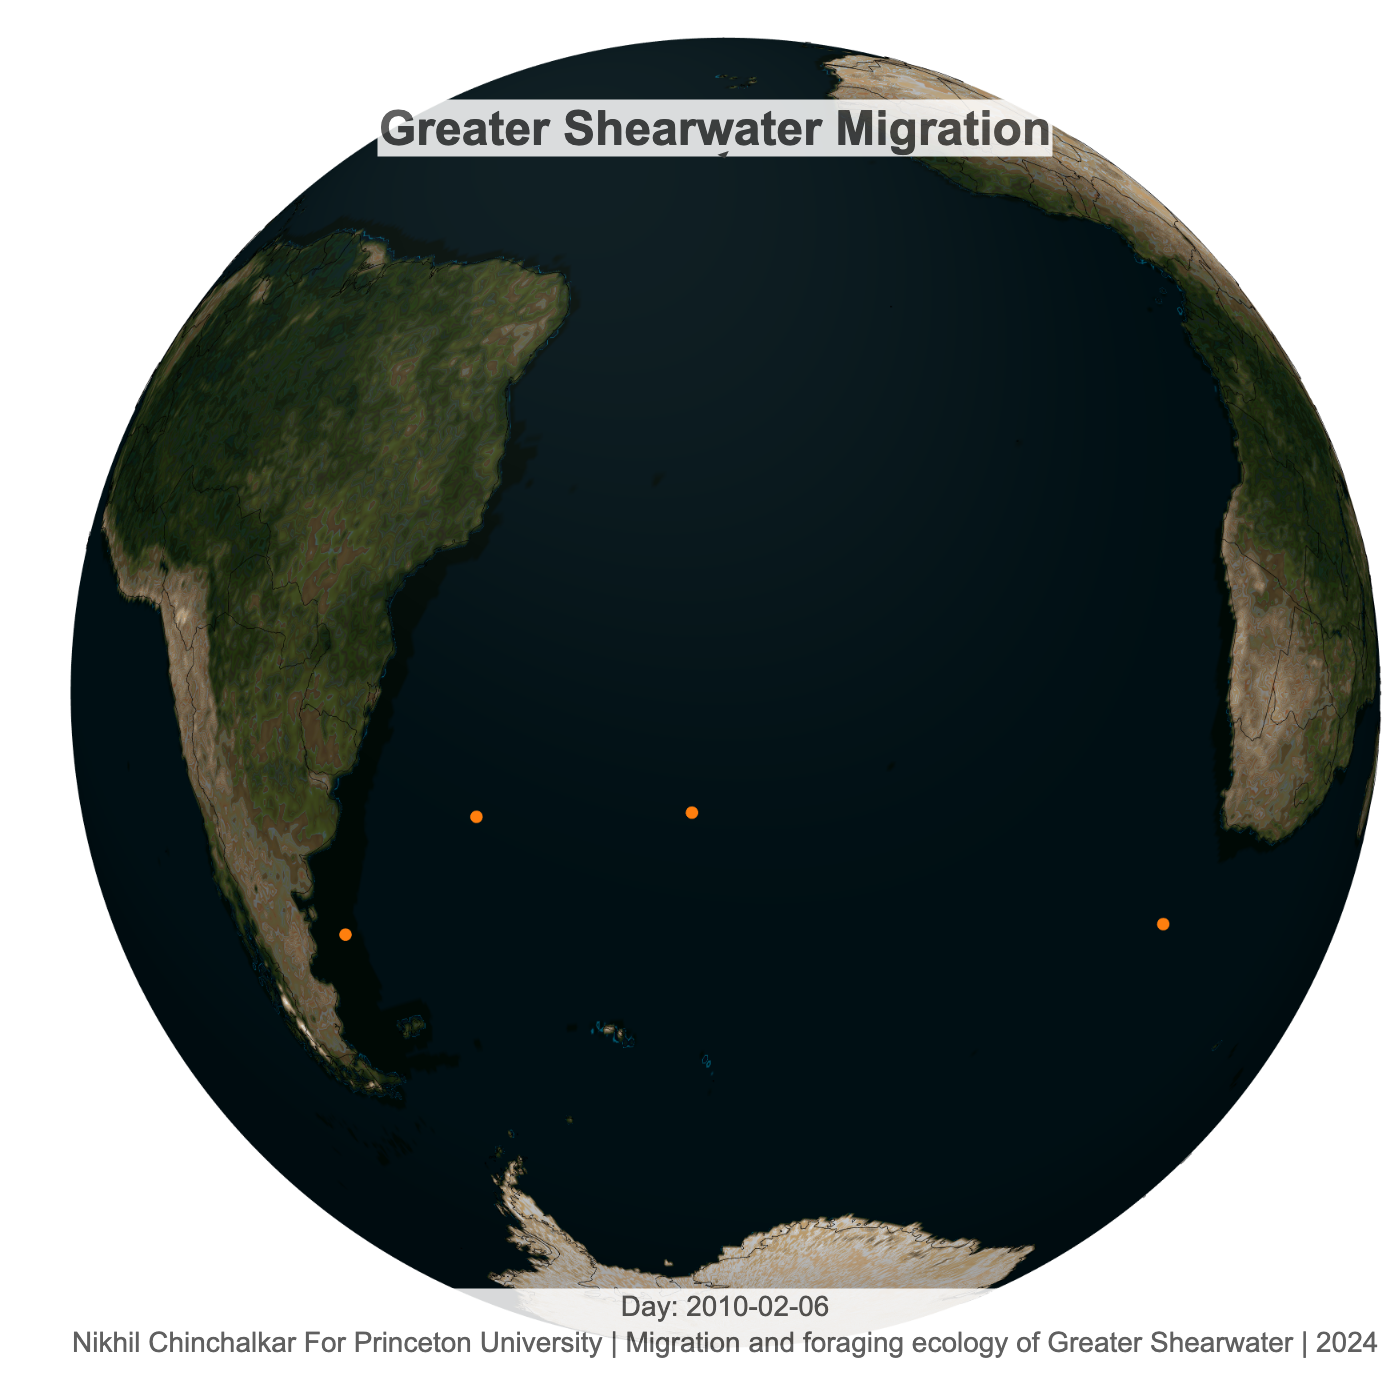 Greater Shearwater Migration
Day: 2010-02-06
Nikhil Chinchalkar For Princeton University | Migration and foraging ecology of Greater Shearwater | 2024